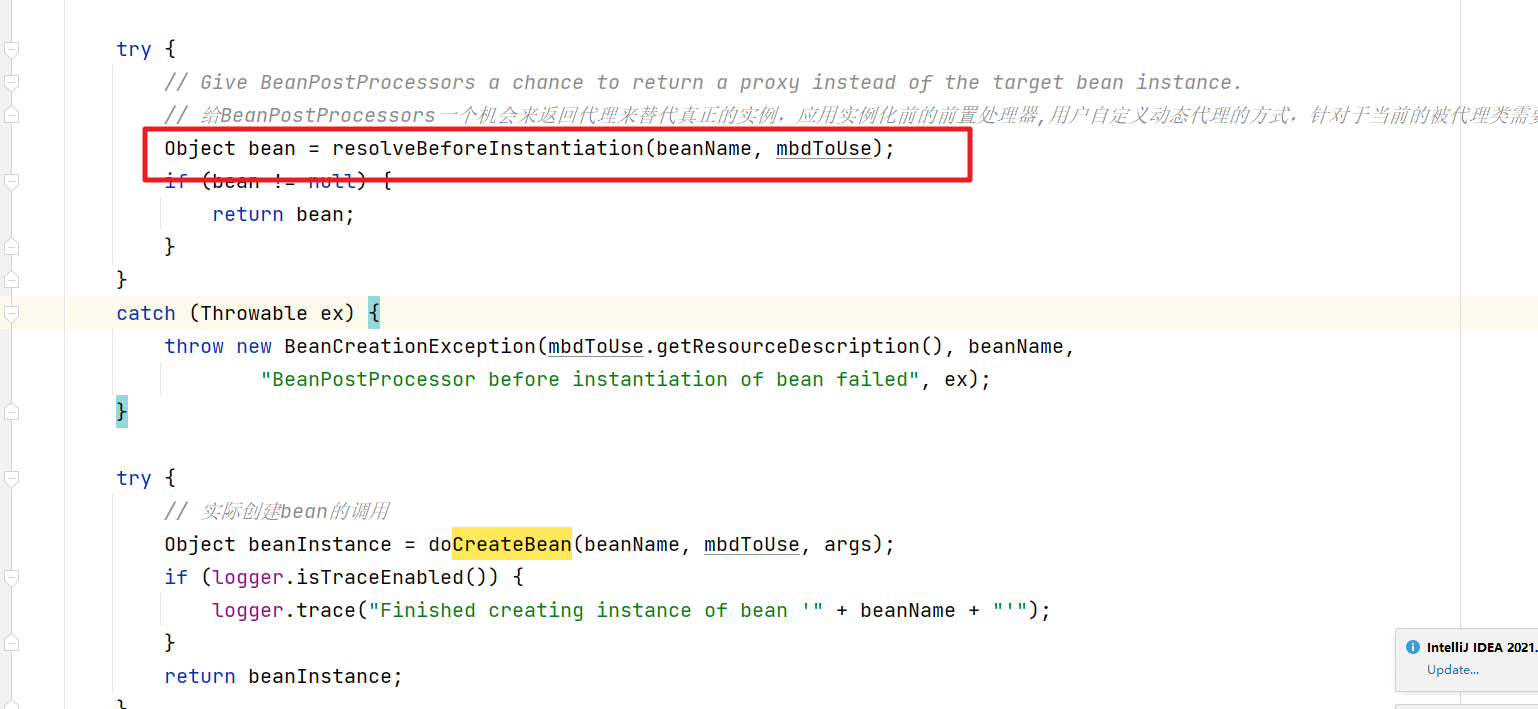 try {
// Give BeanPostProcessors a chance to return a proxy instead of the target bean instance.
// 给BeanPostProcessors一个机会来返回代理来替代真正的实例，应用实例化前的前置处理器,用户自定义动态代理的方式，针对于当前的被代理类需要
Object bean = resolveBeforeInstantiation(beanName, mbdToUse);
if (bean != null) {
return bean;
}
}
catch (Throwable ex) {
throw new BeanCreationException(mbdToUse.getResourceDescription(), beanName,
"BeanPostProcessor before instantiation of bean failed", ex);
}
try {
// 实际创建bean的调用
Object beanInstance = doCreateBean(beanName, mbdToUse, args);
if (logger.isTraceEnabled()) {
logger.trace("Finished creating instance of bean '" + beanName + "'");
}
return beanInstance;
}
IntelliJ IDEA 2021.
Update...